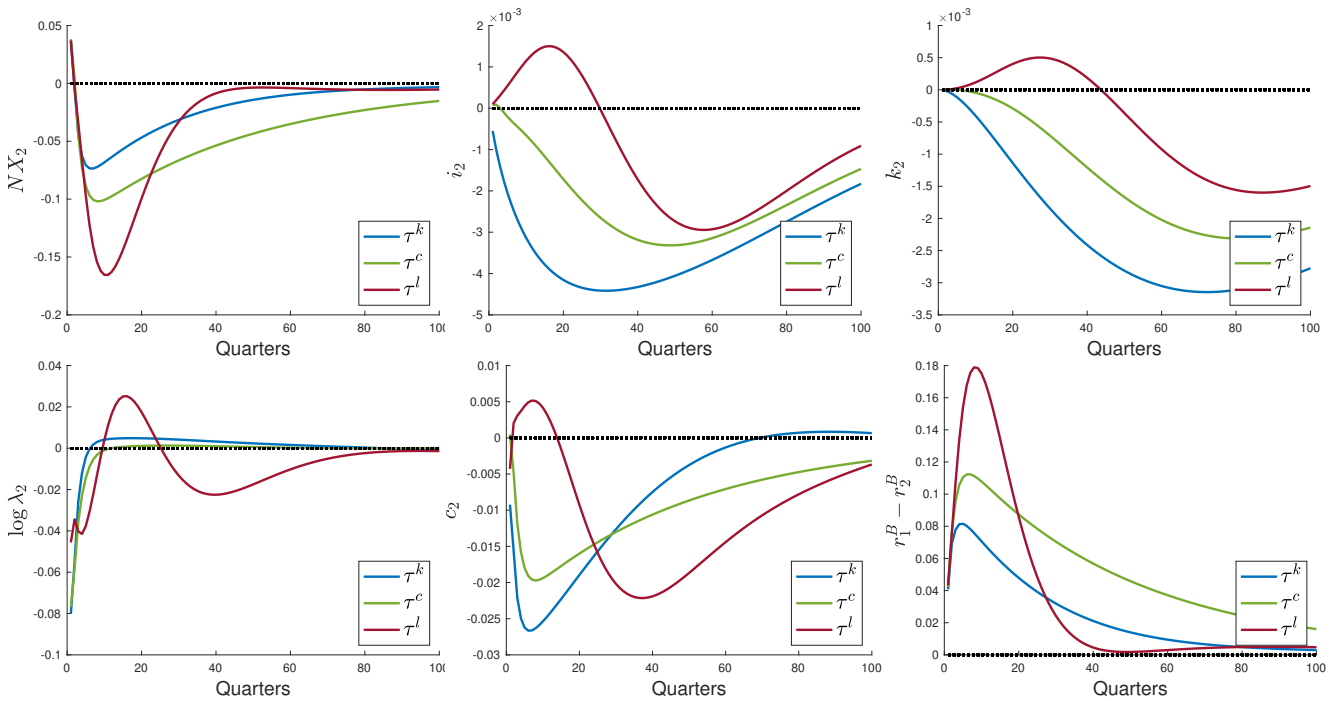 0.05
0
-0.05
-0.1
-0.15
-0.2
NX₂
0 20 40 60 80 100
Quarters
τᵏ
τᶜ
τˡ
×10⁻³
2
1
0
-1
-2
-3
-4
-5
i₂
0 20 40 60 80 100
Quarters
τᵏ
τᶜ
τˡ
×10⁻³
1
0.5
0
-0.5
-1
-1.5
-2
-2.5
-3
-3.5
k₂
0 20 40 60 80 100
Quarters
τᵏ
τᶜ
τˡ
0.04
0.02
0
-0.02
-0.04
-0.06
-0.08
-0.1
log λ₂
0 20 40 60 80 100
Quarters
τᵏ
τᶜ
τˡ
0.01
0.005
0
-0.005
-0.01
-0.015
-0.02
-0.025
-0.03
c₂
0 20 40 60 80 100
Quarters
τᵏ
τᶜ
τˡ
0.18
0.16
0.14
0.12
0.1
0.08
0.06
0.04
0.02
0
r₁ᴮ − r₂ᴮ
0 20 40 60 80 100
Quarters
τᵏ
τᶜ
τˡ